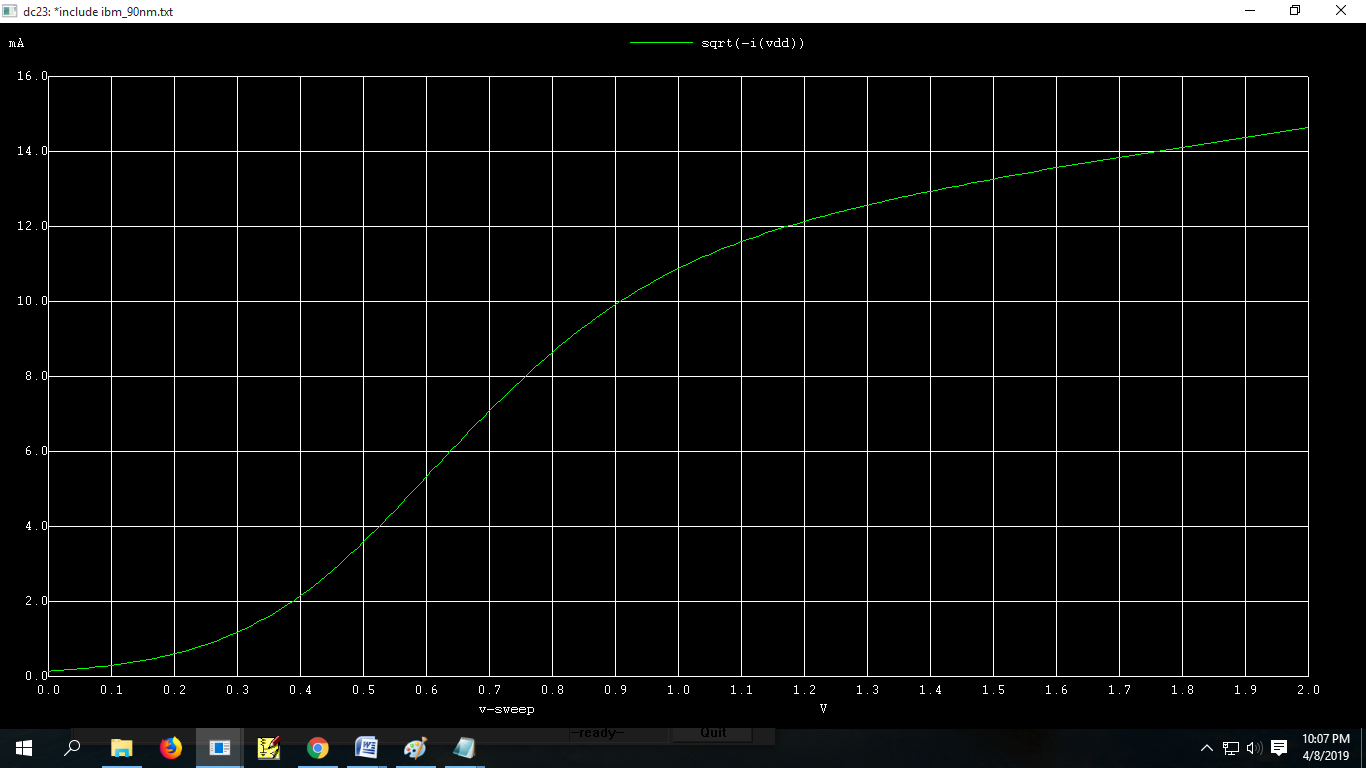 dc23: *include ibm_90nm.txt
mA
sqrt(-i(vdd))
16.0
14.0
12.0
10.0
8.0
6.0
4.0
2.0
0.0
0.0 0.1 0.2 0.3 0.4 0.5 0.6 0.7 0.8 0.9 1.0 1.1 1.2 1.3 1.4 1.5 1.6 1.7 1.8 1.9 2.0
v-sweep V
--ready-- Quit
10:07 PM
4/8/2019